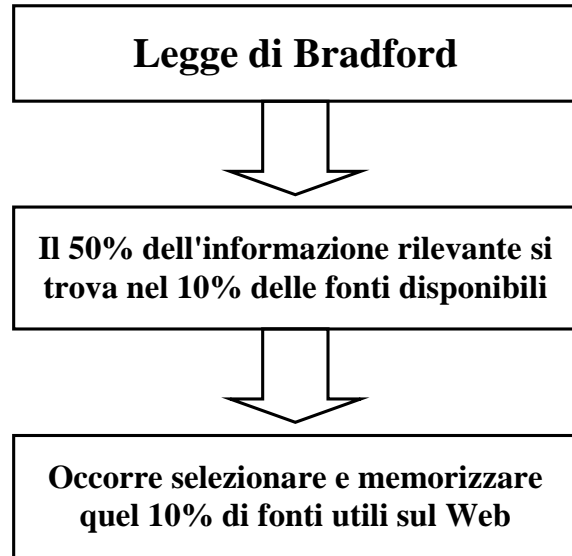 Legge di Bradford
Il 50% dell'informazione rilevante si
trova nel 10% delle fonti disponibili
Occorre selezionare e memorizzare
quel 10% di fonti utili sul Web